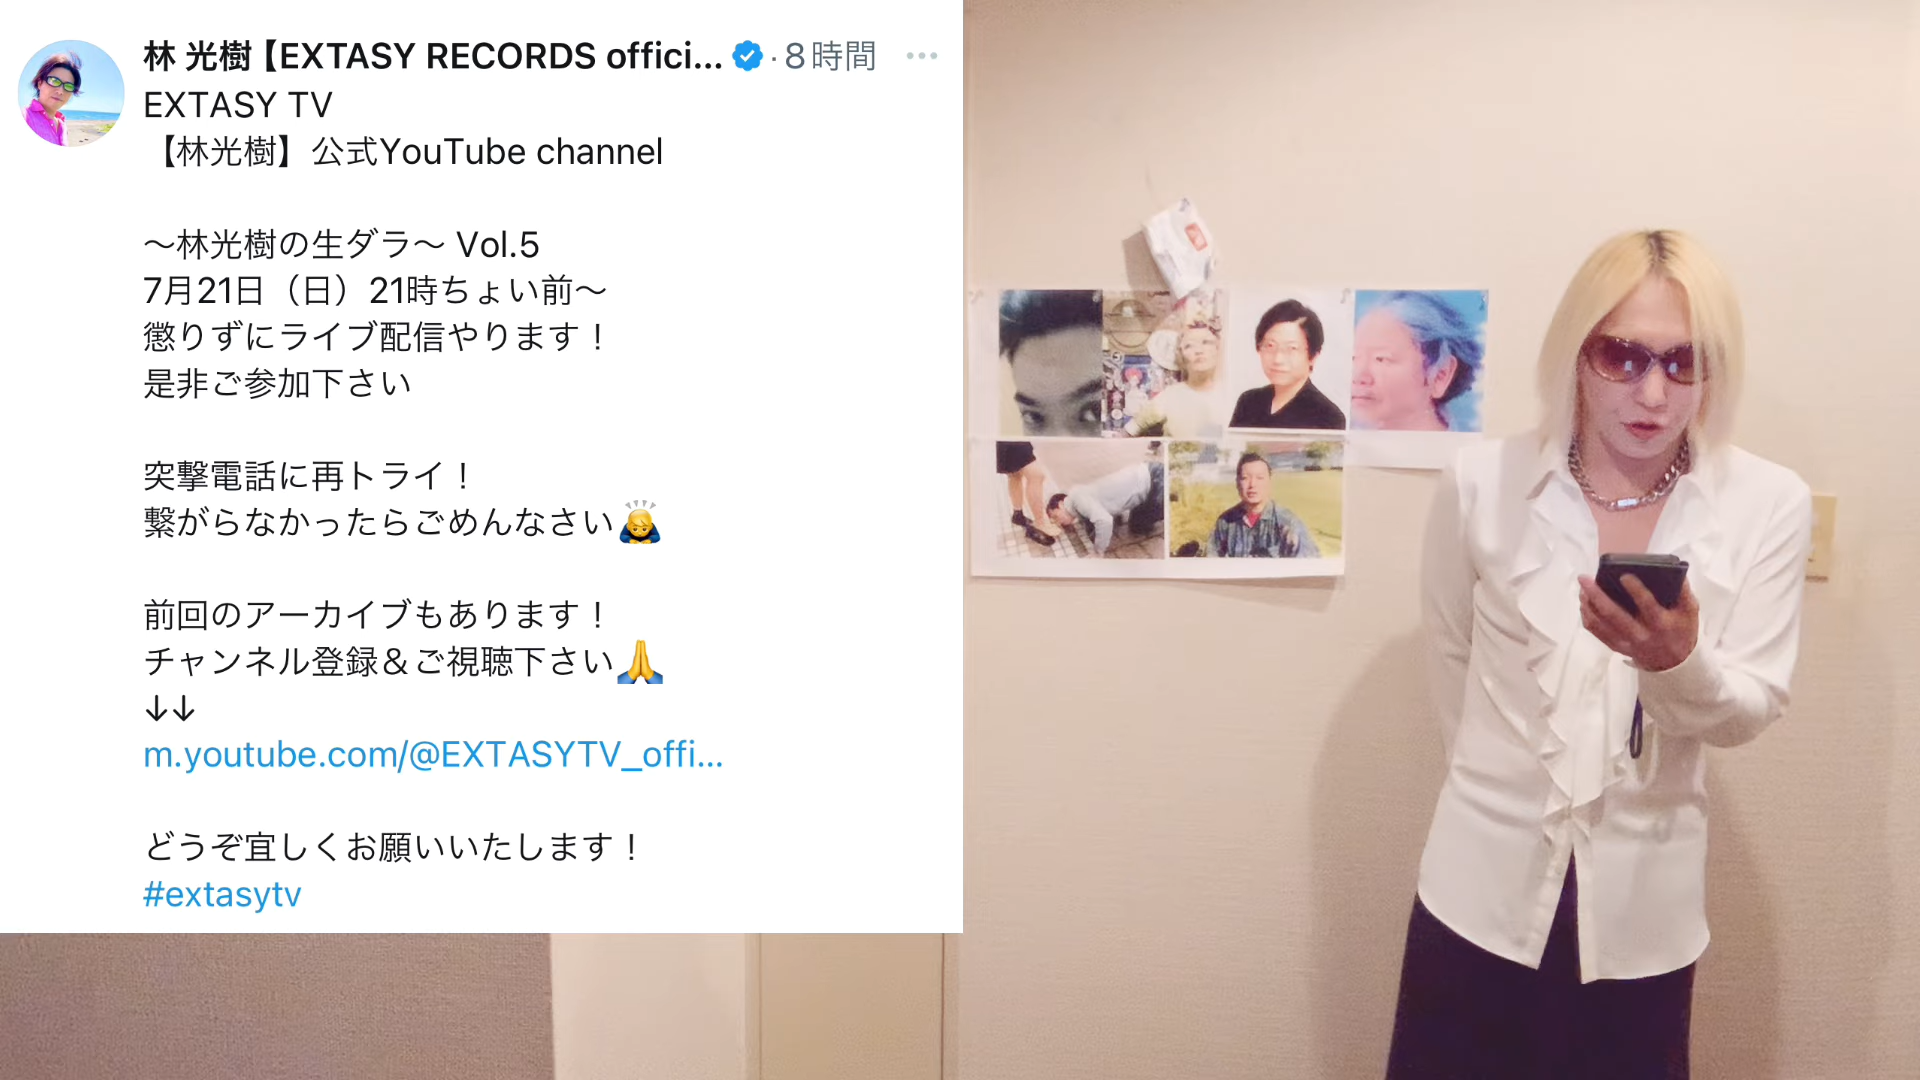 林 光樹【EXTASY RECORDS offici... · 8時間
EXTASY TV
【林光樹】公式YouTube channel
〜林光樹の生ダラ〜 Vol.5
7月21日（日）21時ちょい前〜
懲りずにライブ配信やります！
是非ご参加下さい
突撃電話に再トライ！
繋がらなかったらごめんなさい🙇
前回のアーカイブもあります！
チャンネル登録＆ご視聴下さい🙏
↓↓
m.youtube.com/@EXTASYTV_offi...
どうぞ宜しくお願いいたします！
#extasytv